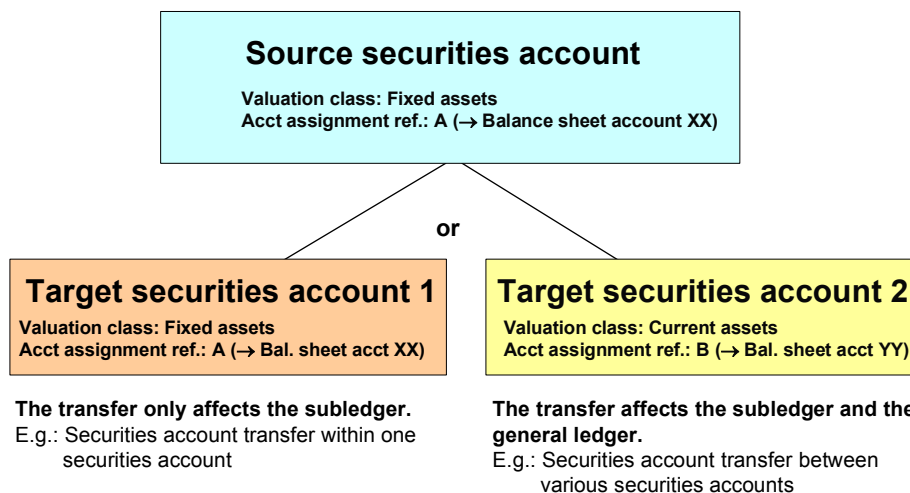 Source securities account
Valuation class: Fixed assets
Acct assignment ref.: A (→ Balance sheet account XX)
or
Target securities account 1
Valuation class: Fixed assets
Acct assignment ref.: A (→ Bal. sheet acct XX)
Target securities account 2
Valuation class: Current assets
Acct assignment ref.: B (→ Bal. sheet acct YY)
The transfer only affects the subledger.
E.g.: Securities account transfer within one
securities account
The transfer affects the subledger and the
general ledger.
E.g.: Securities account transfer between
various securities accounts